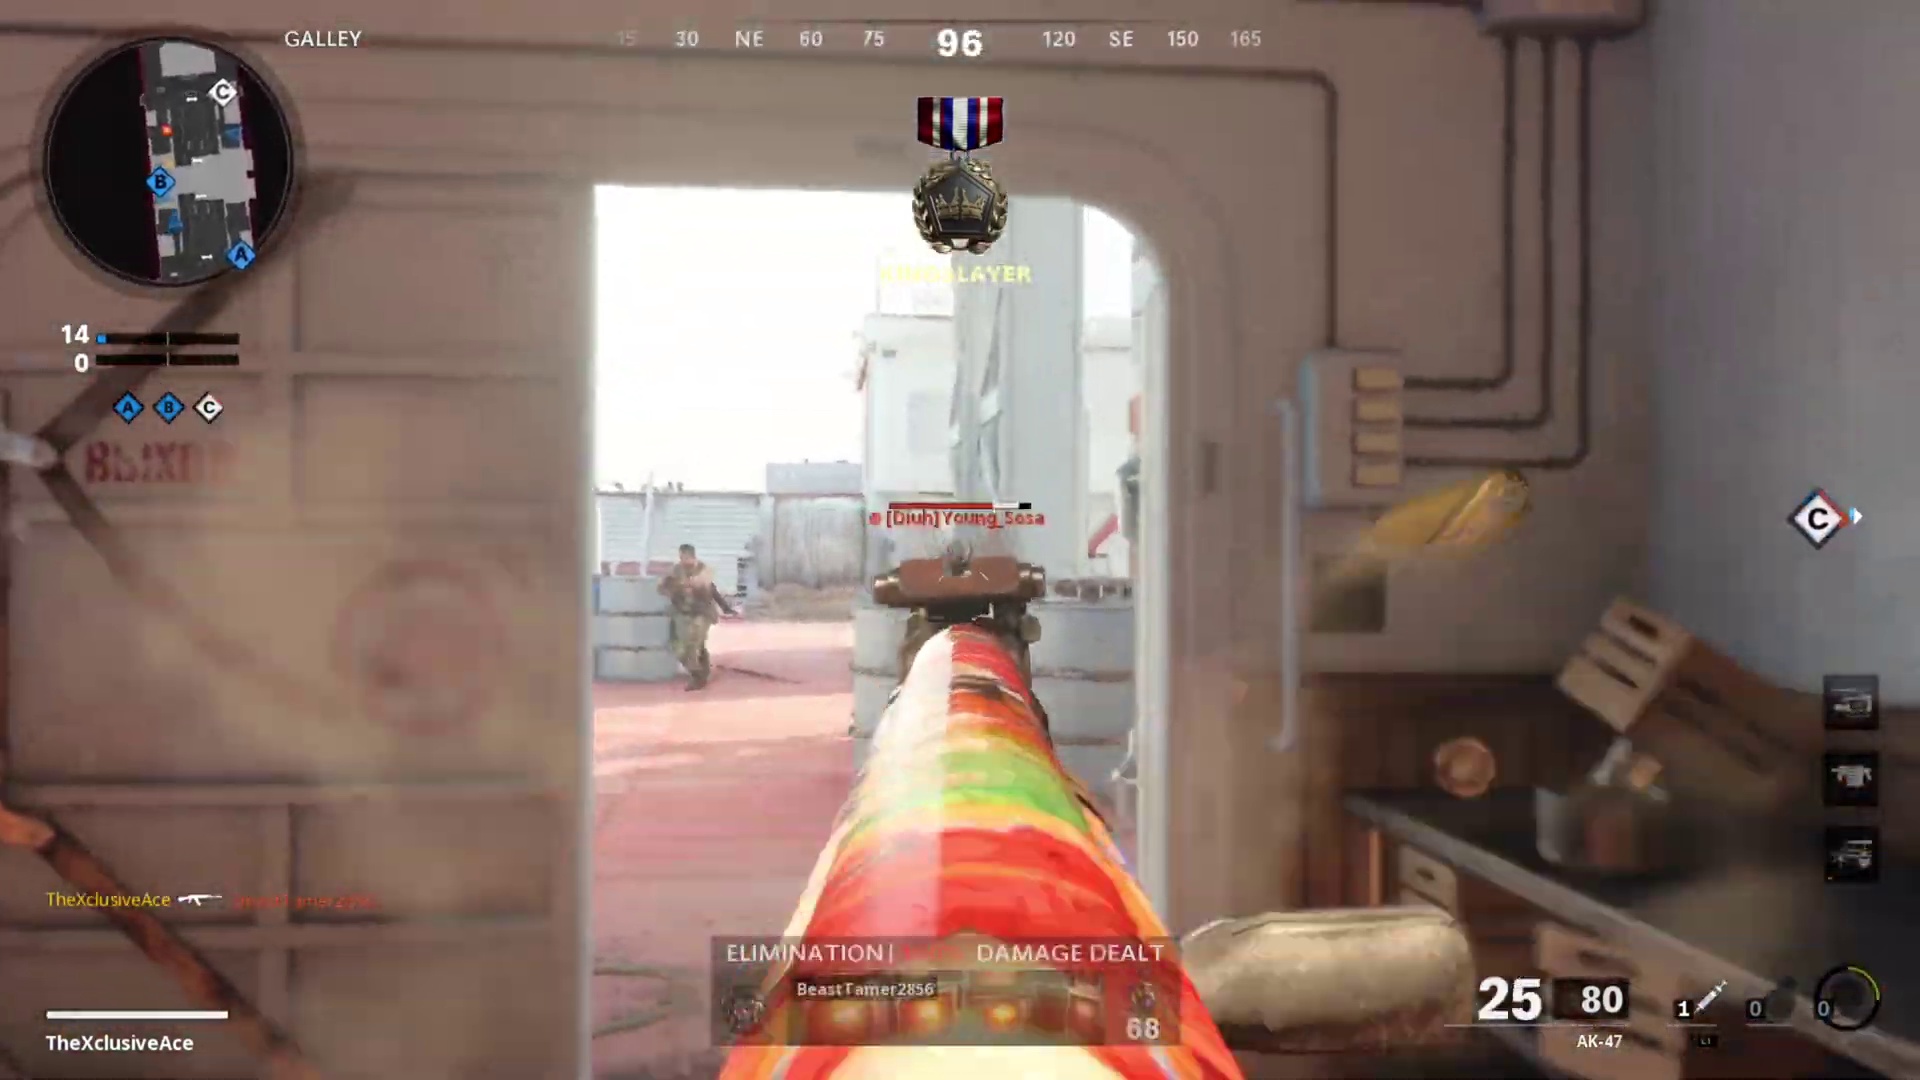 GALLEY
15 30 NE 60 75 96 120 SE 150 165
C
B
A
14
0
A B C
[Diuh]Young_Sosa
C
TheXclusiveAce
ELIMINATION| DAMAGE DEALT
BeastTamer2856
68
25 80
1 0 0
AK-47
L1
TheXclusiveAce